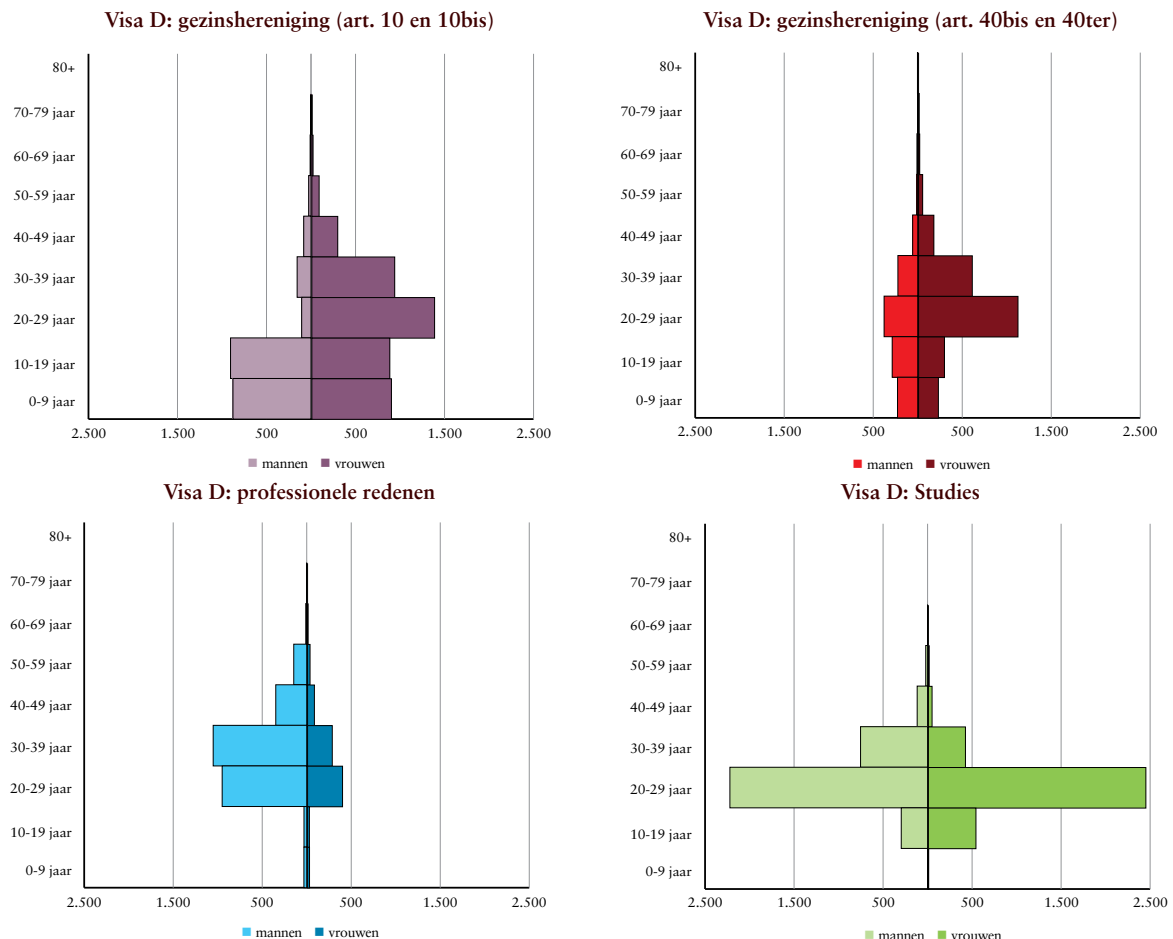 Visa D: gezinshereniging (art. 10 en 10bis)
80+
70-79 jaar
60-69 jaar
50-59 jaar
40-49 jaar
30-39 jaar
20-29 jaar
10-19 jaar
0-9 jaar
2.500 1.500 500 500 1.500 2.500
mannen vrouwen
Visa D: gezinshereniging (art. 40bis en 40ter)
80+
70-79 jaar
60-69 jaar
50-59 jaar
40-49 jaar
30-39 jaar
20-29 jaar
10-19 jaar
0-9 jaar
2.500 1.500 500 500 1.500 2.500
mannen vrouwen
Visa D: professionele redenen
80+
70-79 jaar
60-69 jaar
50-59 jaar
40-49 jaar
30-39 jaar
20-29 jaar
10-19 jaar
0-9 jaar
2.500 1.500 500 500 1.500 2.500
mannen vrouwen
Visa D: Studies
80+
70-79 jaar
60-69 jaar
50-59 jaar
40-49 jaar
30-39 jaar
20-29 jaar
10-19 jaar
0-9 jaar
2.500 1.500 500 500 1.500 2.500
mannen vrouwen